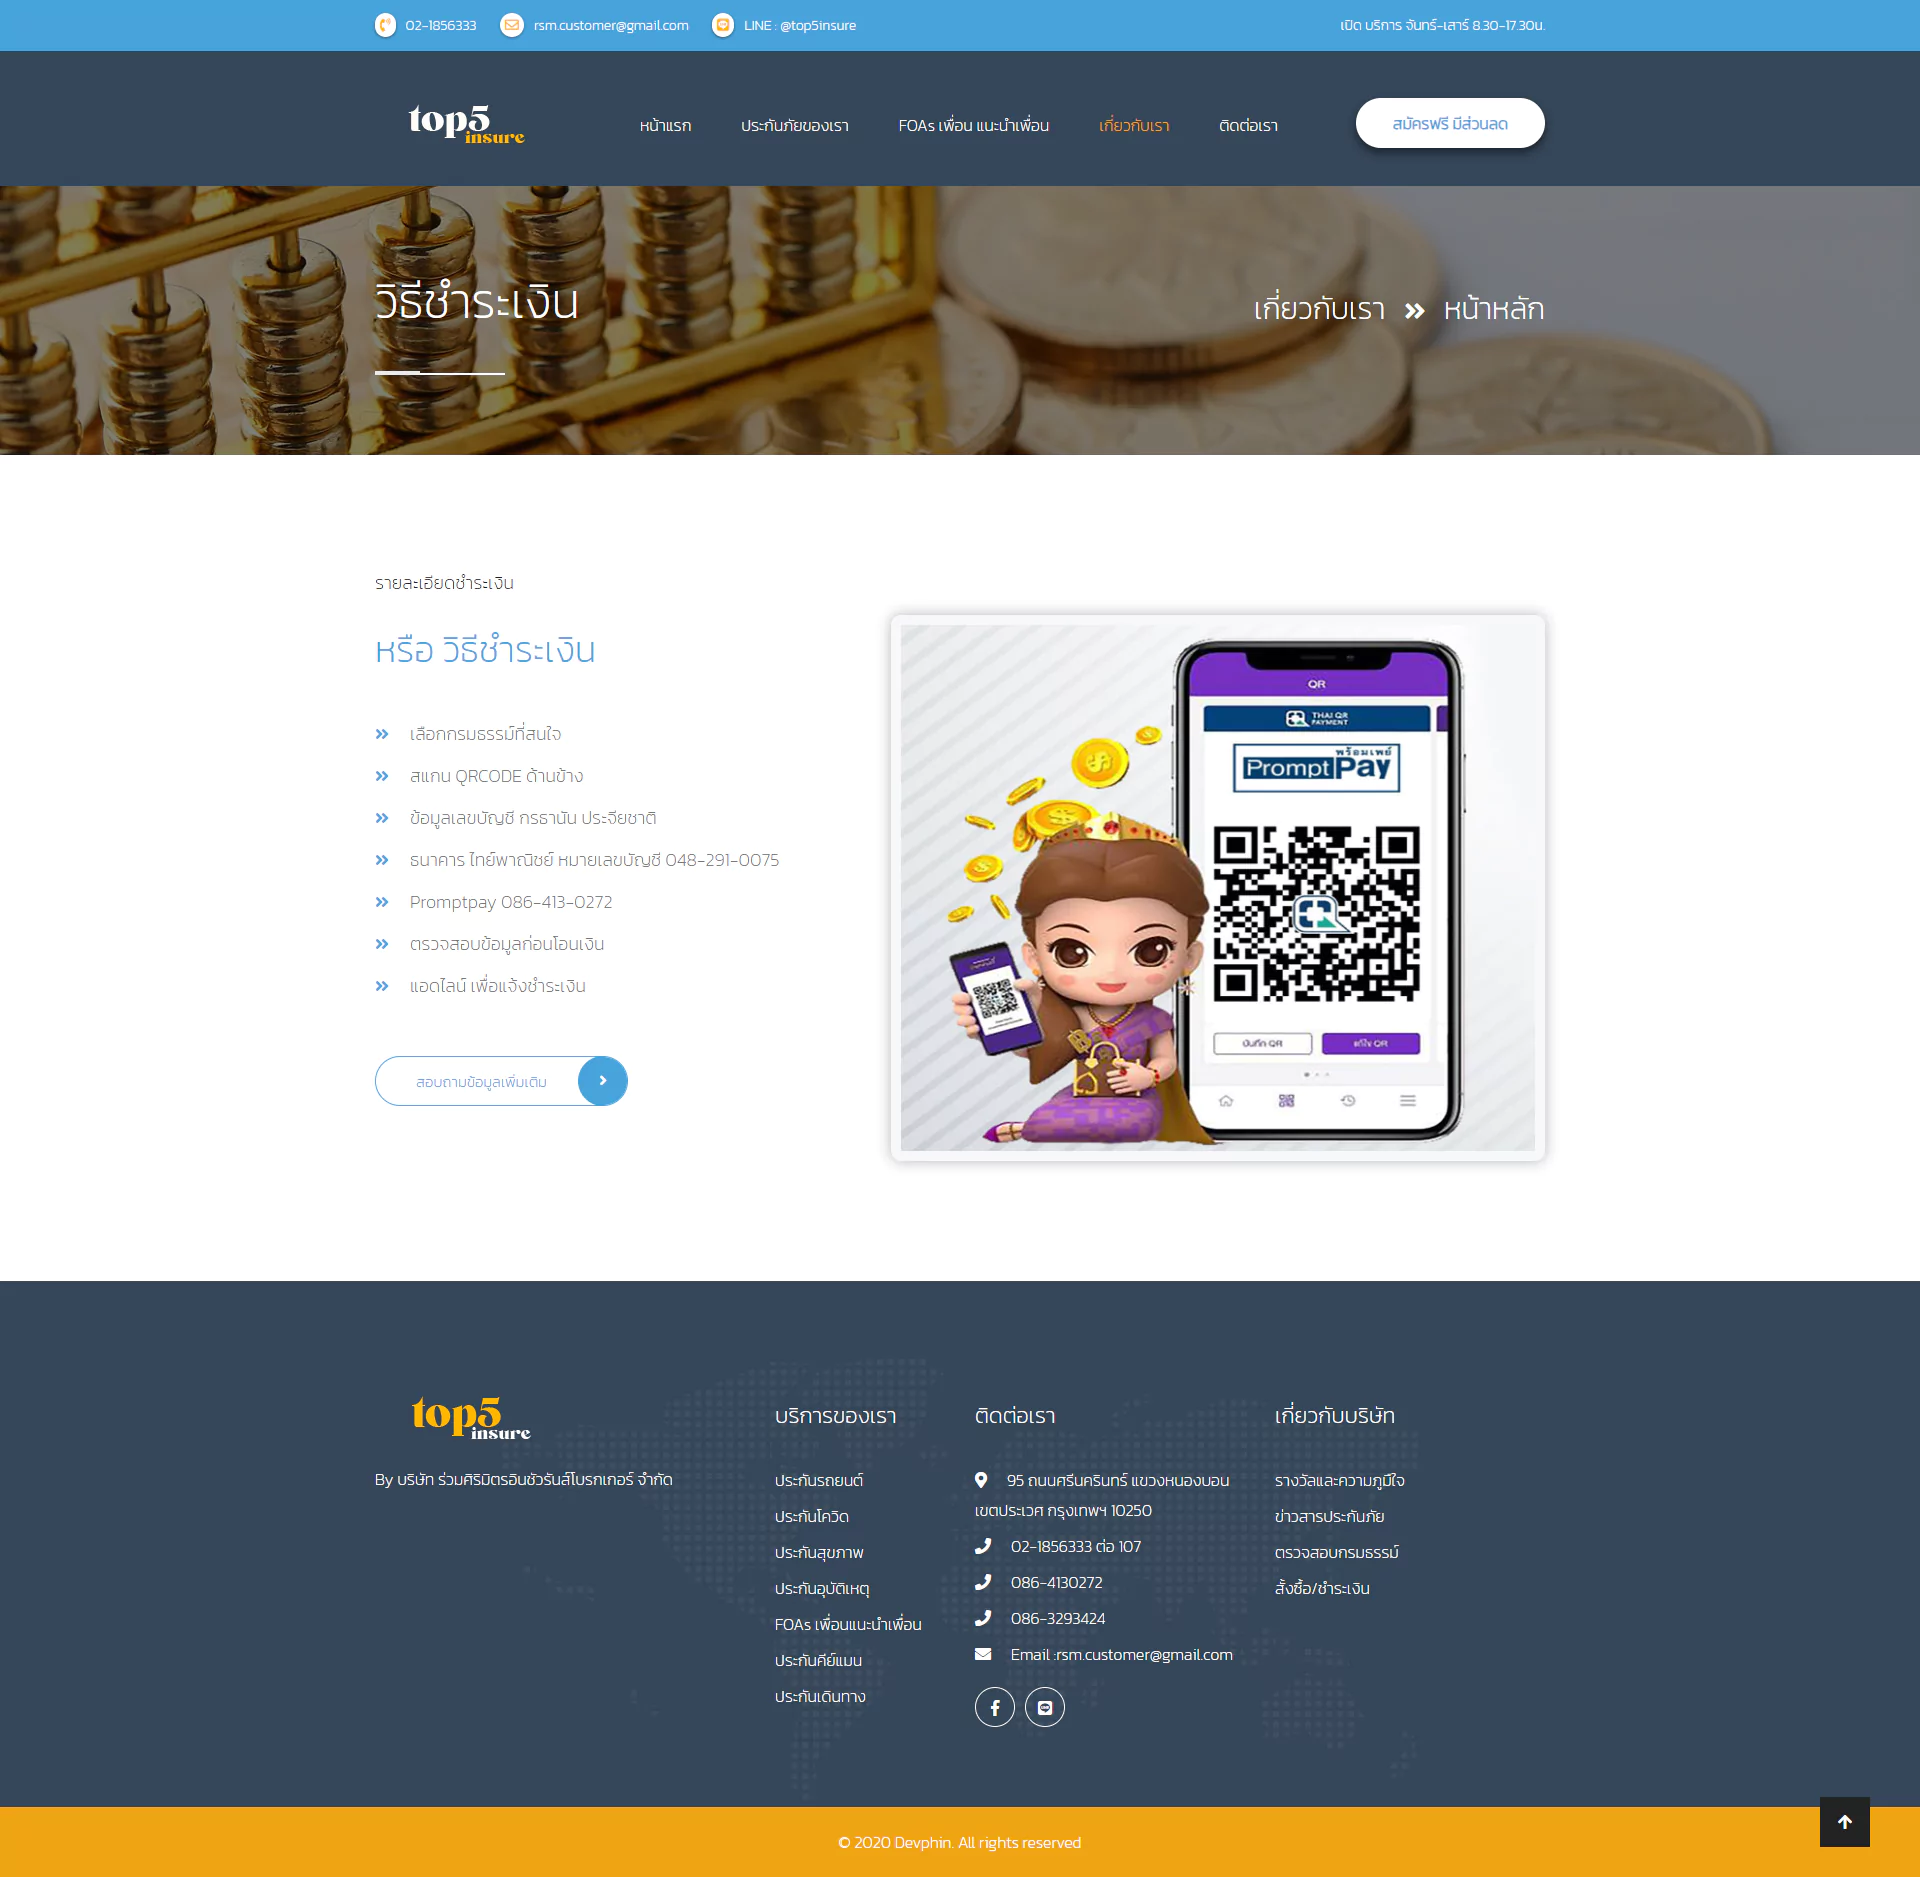 02-1856333
rsm.customer@gmail.com
LINE : @top5insure
เปิด บริการ จันทร์-เสาร์ 8.30-17.30น.
top5
insure
หน้าแรก
ประกันภัยของเรา
FOAs เพื่อน แนะนำเพื่อน
เกี่ยวกับเรา
ติดต่อเรา
สมัครฟรี มีส่วนลด
วิธีชำระเงิน
เกี่ยวกับเรา » หน้าหลัก
รายละเอียดชำระเงิน
หรือ วิธีชำระเงิน
เลือกกรมธรรม์ที่สนใจ
สแกน QRCODE ด้านข้าง
ข้อมูลเลขบัญชี กรธานัน ประจียชาติ
ธนาคาร ไทย์พาณิชย์ หมายเลขบัญชี 048-291-0075
Promptpay 086-413-0272
ตรวจสอบข้อมูลก่อนโอนเงิน
แอดไลน์ เพื่อแจ้งชำระเงิน
สอบถามข้อมูลเพิ่มเติม
QR
THAI QR
PAYMENT
พร้อมเพย์
PromptPay
บันทึก QR
แก้ไข QR
top5
insure
By บริษัท ร่วมศิริมิตรอินชัวรันส์โบรกเกอร์ จำกัด
บริการของเรา
ประกันรถยนต์
ประกันโควิด
ประกันสุขภาพ
ประกันอุบัติเหตุ
FOAs เพื่อนแนะนำเพื่อน
ประกันคีย์แมน
ประกันเดินทาง
ติดต่อเรา
95 ถนนศรีนครินทร์ แขวงหนองบอน
เขตประเวศ กรุงเทพฯ 10250
02-1856333 ต่อ 107
086-4130272
086-3293424
Email :rsm.customer@gmail.com
เกี่ยวกับบริษัท
รางวัลและความภูมิใจ
ข่าวสารประกันภัย
ตรวจสอบกรมธรรม์
สั่งซื้อ/ชำระเงิน
© 2020 Devphin. All rights reserved